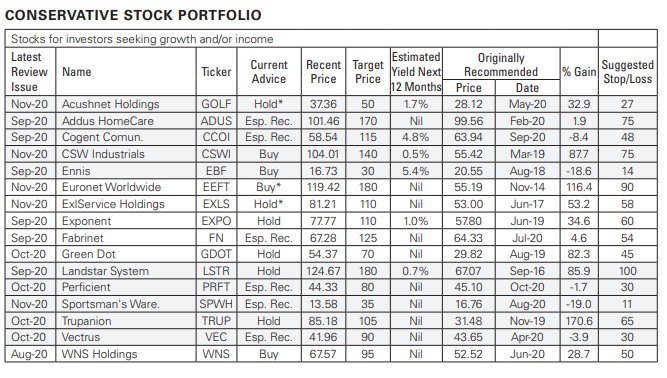 CONSERVATIVE STOCK PORTFOLIO
Stocks for investors seeking growth and/or income
Latest Review Issue Name Ticker Current Advice Recent Price Target Price Estimated Yield Next 12 Months Originally Recommended Price Date % Gain Suggested Stop/Loss
Nov-20 Acushnet Holdings GOLF Hold* 37.36 50 1.7% 28.12 May-20 32.9 27
Sep-20 Addus HomeCare ADUS Esp. Rec. 101.46 160 Nil 99.56 Feb-20 1.9 75
Sep-20 Cogent Comun. CCOI Esp. Rec. 58.54 115 4.8% 63.94 Sep-20 -8.4 48
Nov-20 CSW Industrials CSWI Buy 104.01 140 0.5% 55.42 Mar-19 87.7 75
Sep-20 Ennis EBF Buy 16.73 30 5.4% 20.55 Aug-18 -18.6 14
Nov-20 Euronet Worldwide EEFT Buy* 119.42 180 Nil 55.19 Nov-14 116.4 90
Nov-20 ExlService Holdings EXLS Hold* 81.21 110 Nil 53.00 Jun-17 53.2 58
Sep-20 Exponent EXPO Hold 77.77 110 1.0% 57.80 Jun-19 34.6 60
Sep-20 Fabrinet FN Esp. Rec. 67.28 125 Nil 64.33 Jul-20 4.6 54
Oct-20 Green Dot GDOT Hold 54.37 70 Nil 29.82 Aug-19 82.3 45
Sep-20 Landstar System LSTR Hold 124.67 180 0.7% 67.07 Sep-16 85.9 100
Oct-20 Perficient PRFT Esp. Rec. 44.33 80 Nil 45.10 Oct-20 -1.7 30
Nov-20 Sportsman's Ware. SPWH Esp. Rec. 13.58 35 Nil 16.76 Aug-20 -19.0 11
Oct-20 Trupanion TRUP Hold 85.18 105 Nil 31.48 Nov-19 170.6 65
Oct-20 Vectrus VEC Esp. Rec. 41.96 90 Nil 43.65 Apr-20 -3.9 30
Aug-20 WNS Holdings WNS Buy 67.57 95 Nil 52.52 Jun-20 28.7 50